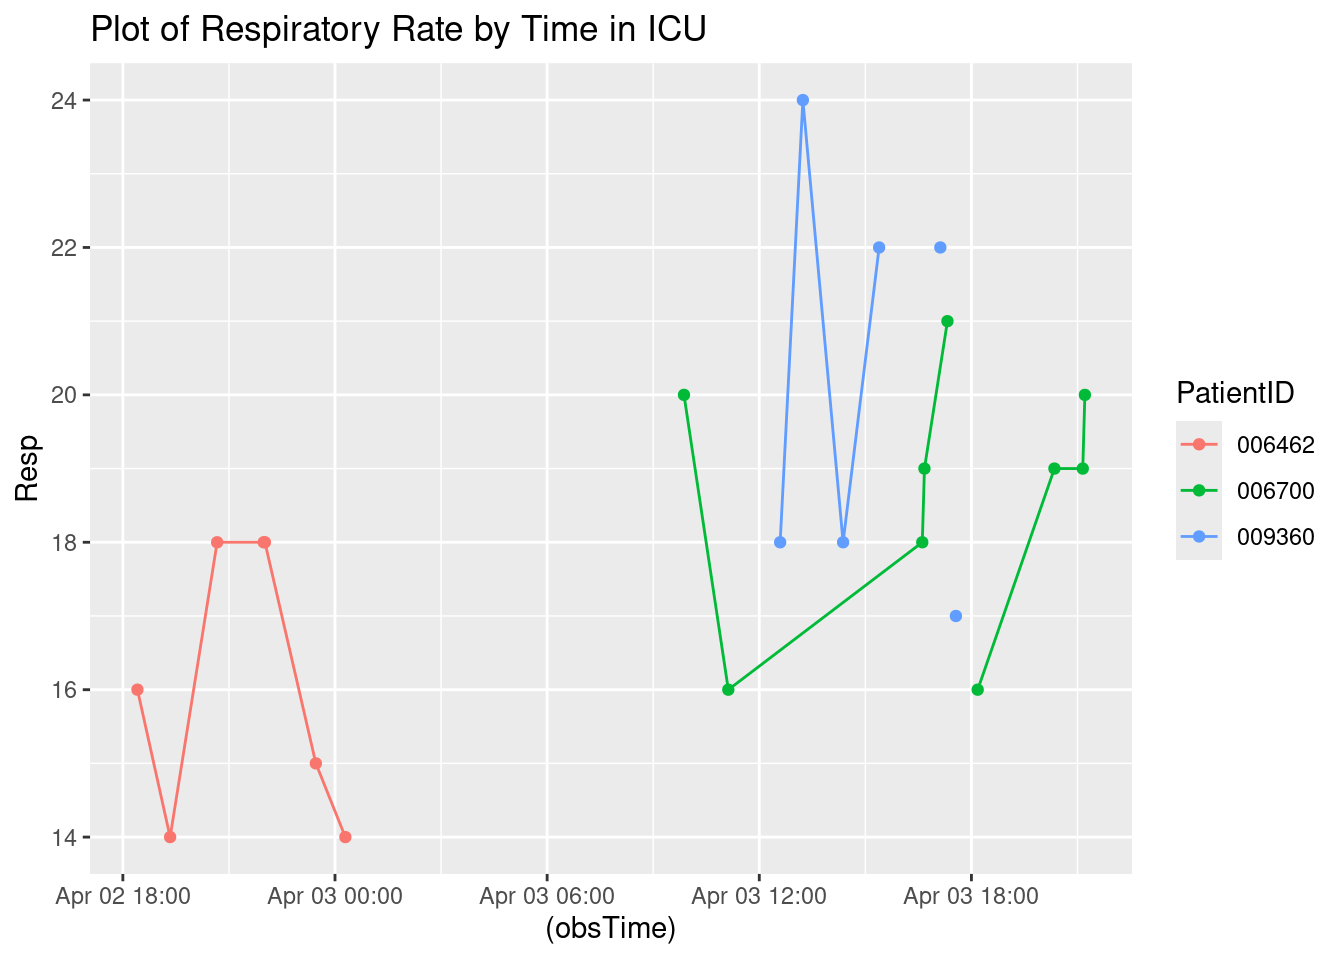 Plot of Respiratory Rate by Time in ICU
24
22
20
18
16
14
Resp
Apr 02 18:00 Apr 03 00:00 Apr 03 06:00 Apr 03 12:00 Apr 03 18:00
(obsTime)
PatientID
006462
006700
009360